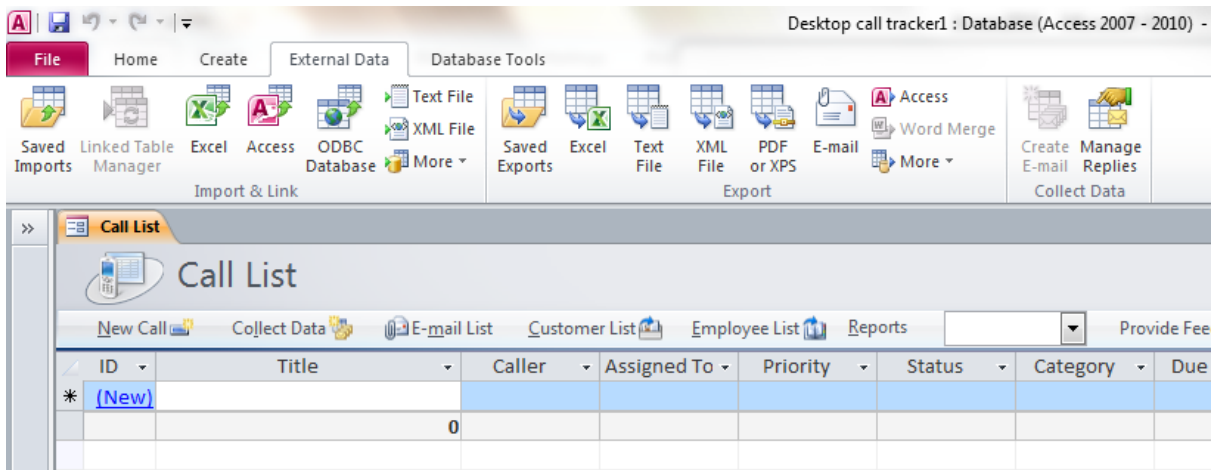 Desktop call tracker1 : Database (Access 2007 - 2010) -
File Home Create External Data Database Tools
Saved Imports
Linked Table Manager
Excel
Access
ODBC Database
Text File
XML File
More
Import & Link
Saved Exports
Excel
Text File
XML File
PDF or XPS
E-mail
Access
Word Merge
More
Export
Create E-mail
Manage Replies
Collect Data
Call List
Call List
New Call Collect Data E-mail List Customer List Employee List Reports Provide Fee
ID Title Caller Assigned To Priority Status Category Due
(New)
0